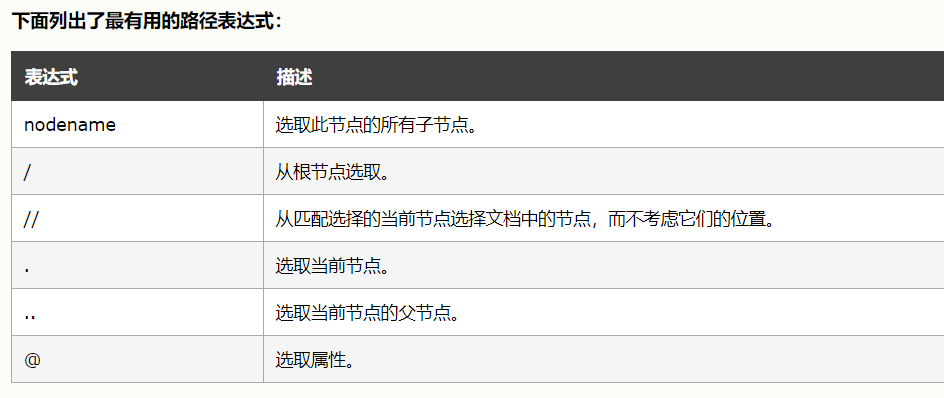 下面列出了最有用的路径表达式：
表达式 描述
nodename 选取此节点的所有子节点。
/ 从根节点选取。
// 从匹配选择的当前节点选择文档中的节点，而不考虑它们的位置。
. 选取当前节点。
.. 选取当前节点的父节点。
@ 选取属性。